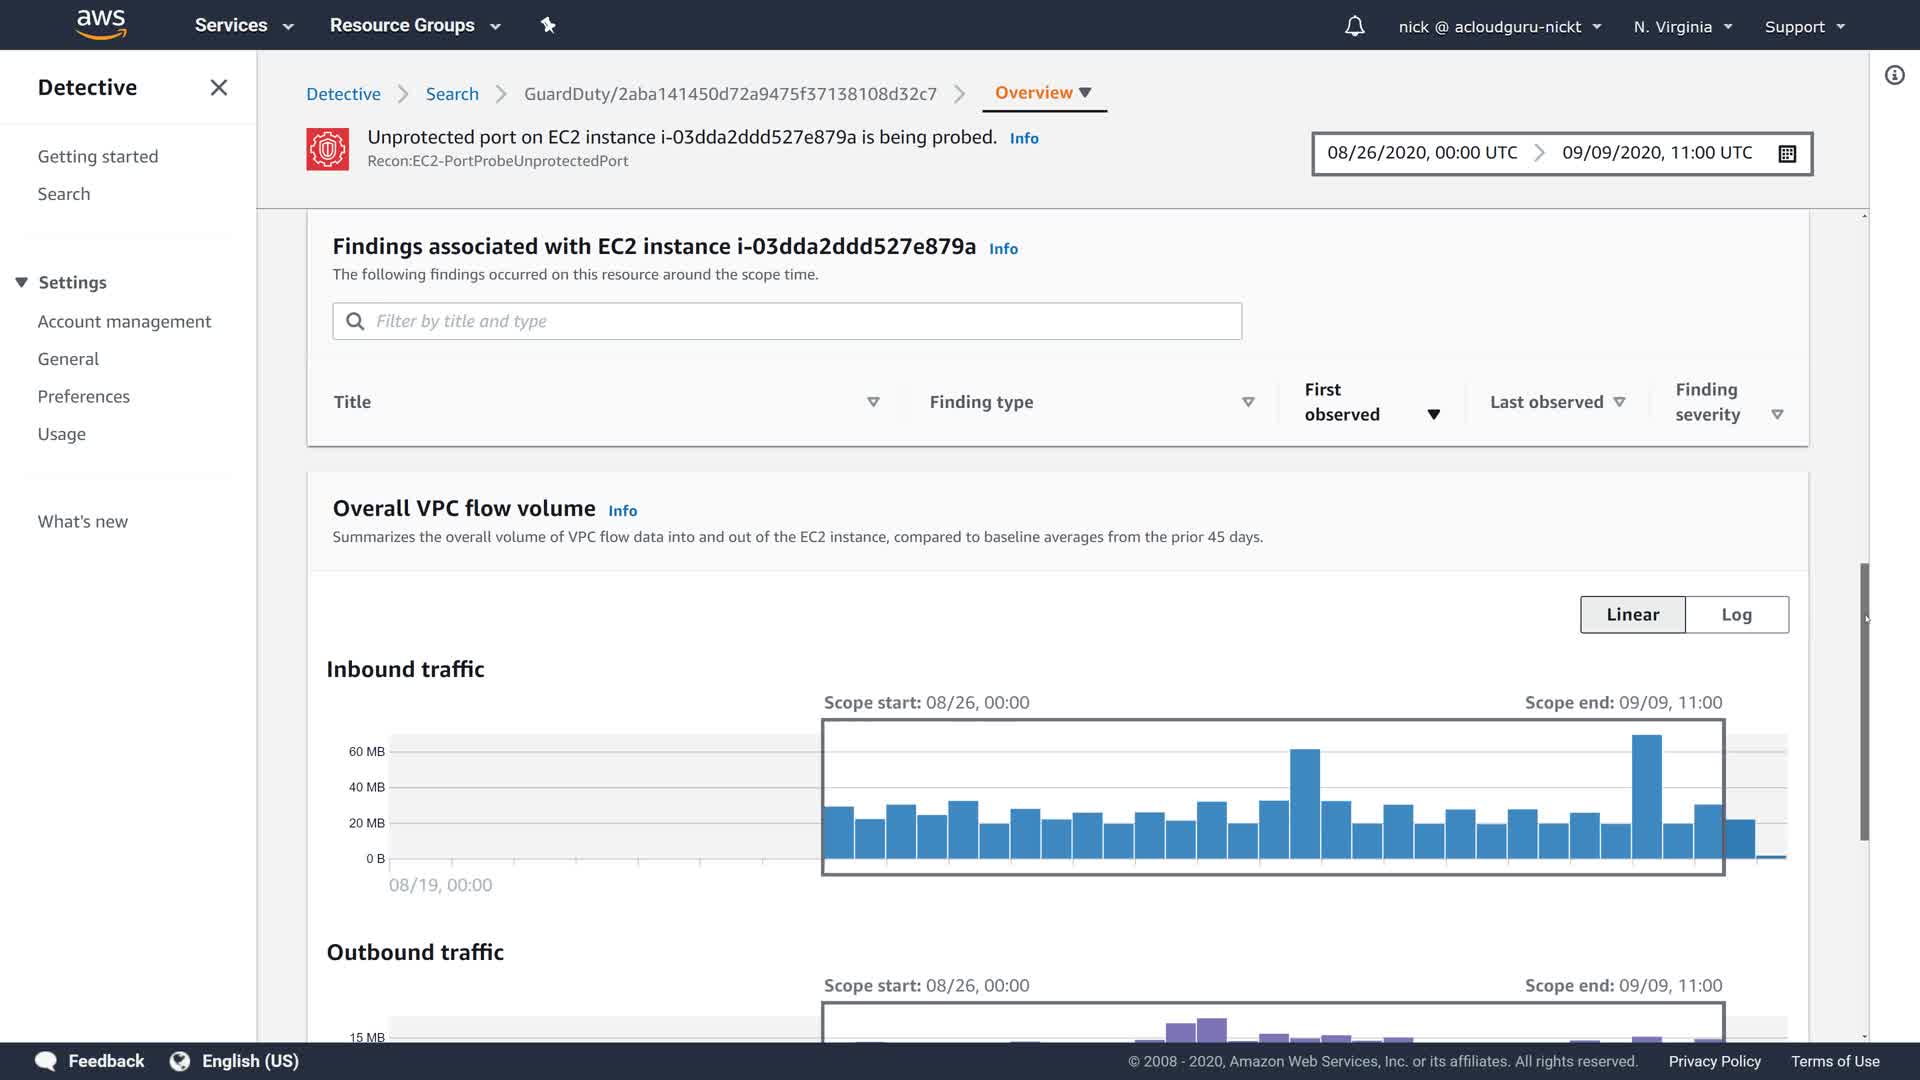 aws
Services
Resource Groups
nick @ acloudguru-nickt
N. Virginia
Support
Detective
Getting started
Search
Settings
Account management
General
Preferences
Usage
What's new
Detective
Search
GuardDuty/2aba141450d72a9475f37138108d32c7
Overview
Unprotected port on EC2 instance i-03dda2ddd527e879a is being probed. Info
Recon:EC2-PortProbeUnprotectedPort
08/26/2020, 00:00 UTC
09/09/2020, 11:00 UTC
Findings associated with EC2 instance i-03dda2ddd527e879a Info
The following findings occurred on this resource around the scope time.
Filter by title and type
Title
Finding type
First
observed
Last observed
Finding
severity
Overall VPC flow volume Info
Summarizes the overall volume of VPC flow data into and out of the EC2 instance, compared to baseline averages from the prior 45 days.
Linear
Log
Inbound traffic
Scope start: 08/26, 00:00
Scope end: 09/09, 11:00
60 MB
40 MB
20 MB
0 B
08/19, 00:00
Outbound traffic
Scope start: 08/26, 00:00
Scope end: 09/09, 11:00
15 MB
Feedback
English (US)
© 2008 - 2020, Amazon Web Services, Inc. or its affiliates. All rights reserved.
Privacy Policy
Terms of Use